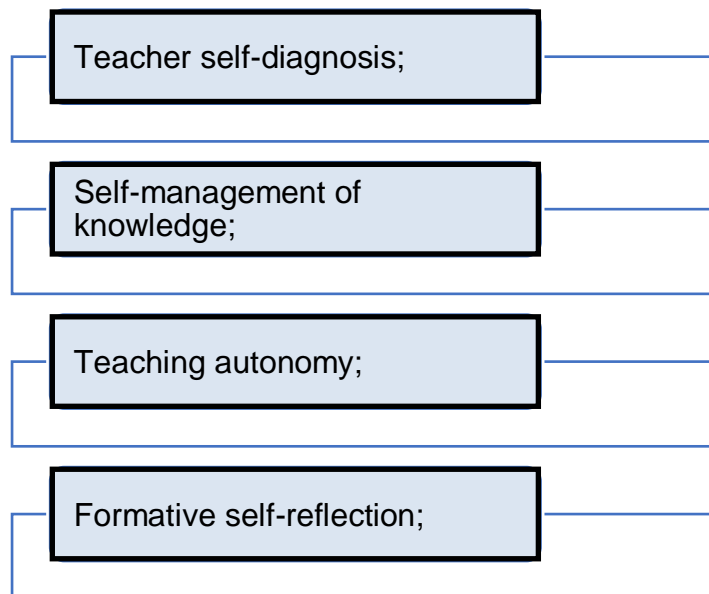 Teacher self-diagnosis;
Self-management of
knowledge;
Teaching autonomy;
Formative self-reflection;